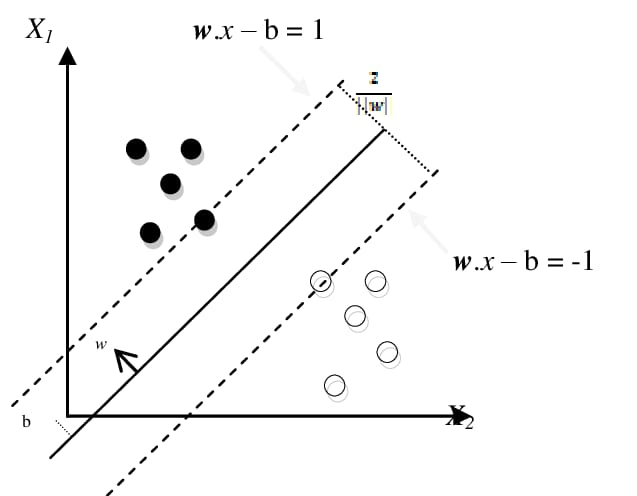 X1
w.x – b = 1
2
||w||
w.x – b = -1
w
b
X2